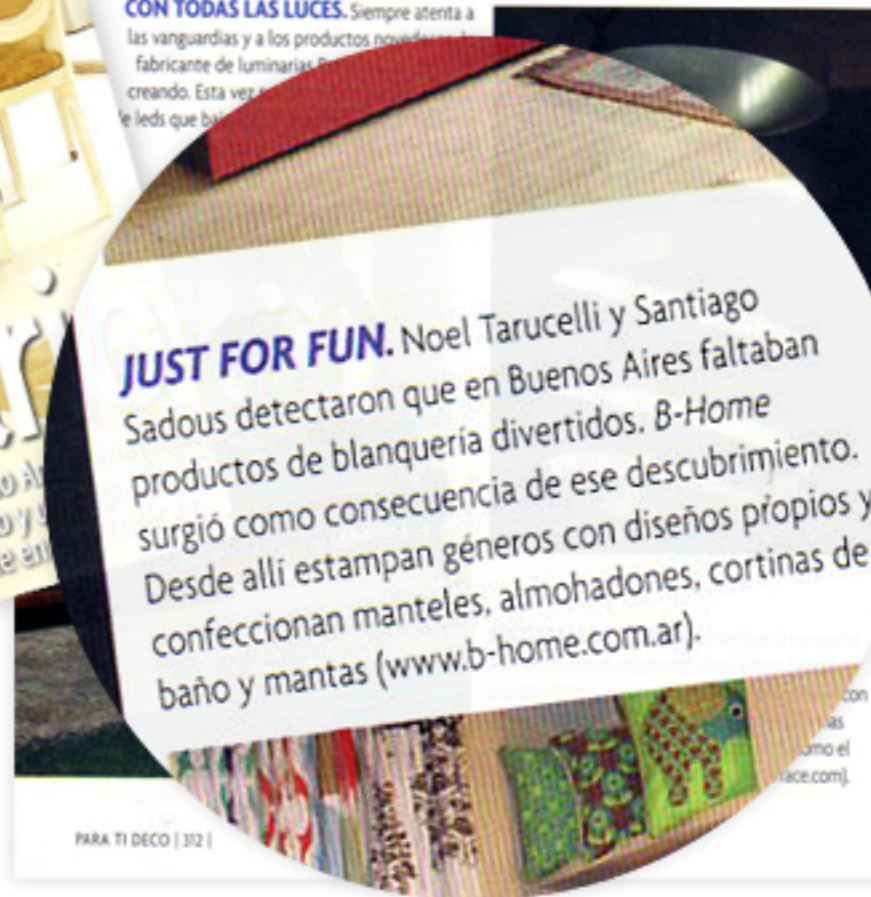 CON TODAS LAS LUCES. Siempre atenta a
las vanguardias y a los productos
fabricante de luminarias
creando. Esta vez
leds que
JUST FOR FUN. Noel Tarucelli y Santiago
Sadous detectaron que en Buenos Aires faltaban
productos de blanquería divertidos. B-Home
surgió como consecuencia de ese descubrimiento.
Desde allí estampan géneros con diseños propios y
confeccionan manteles, almohadones, cortinas de
baño y mantas (www.b-home.com.ar).
con
el
PARA TI DECO | 312 |